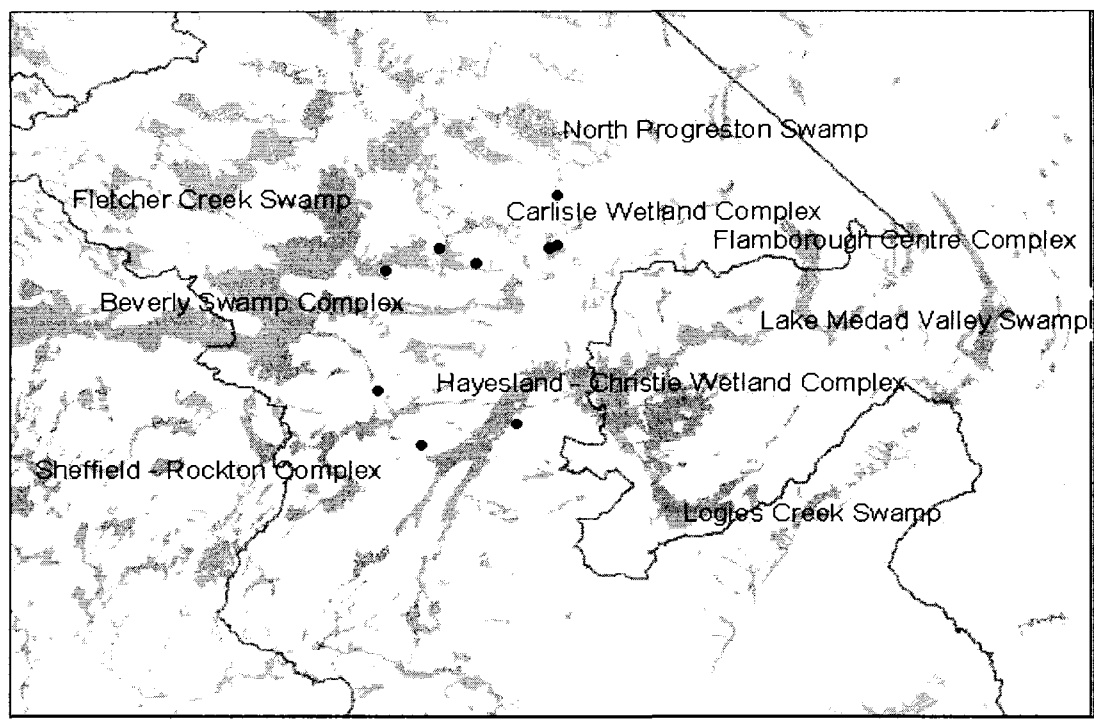 North Progreston Swamp
Fletcher Creek Swamp
Carlisle Wetland Complex
Flamborough Centre Complex
Beverly Swamp Complex
Lake Medad Valley Swamp
Hayesland - Christie Wetland Complex
Sheffield - Rockton Complex
Logies Creek Swamp